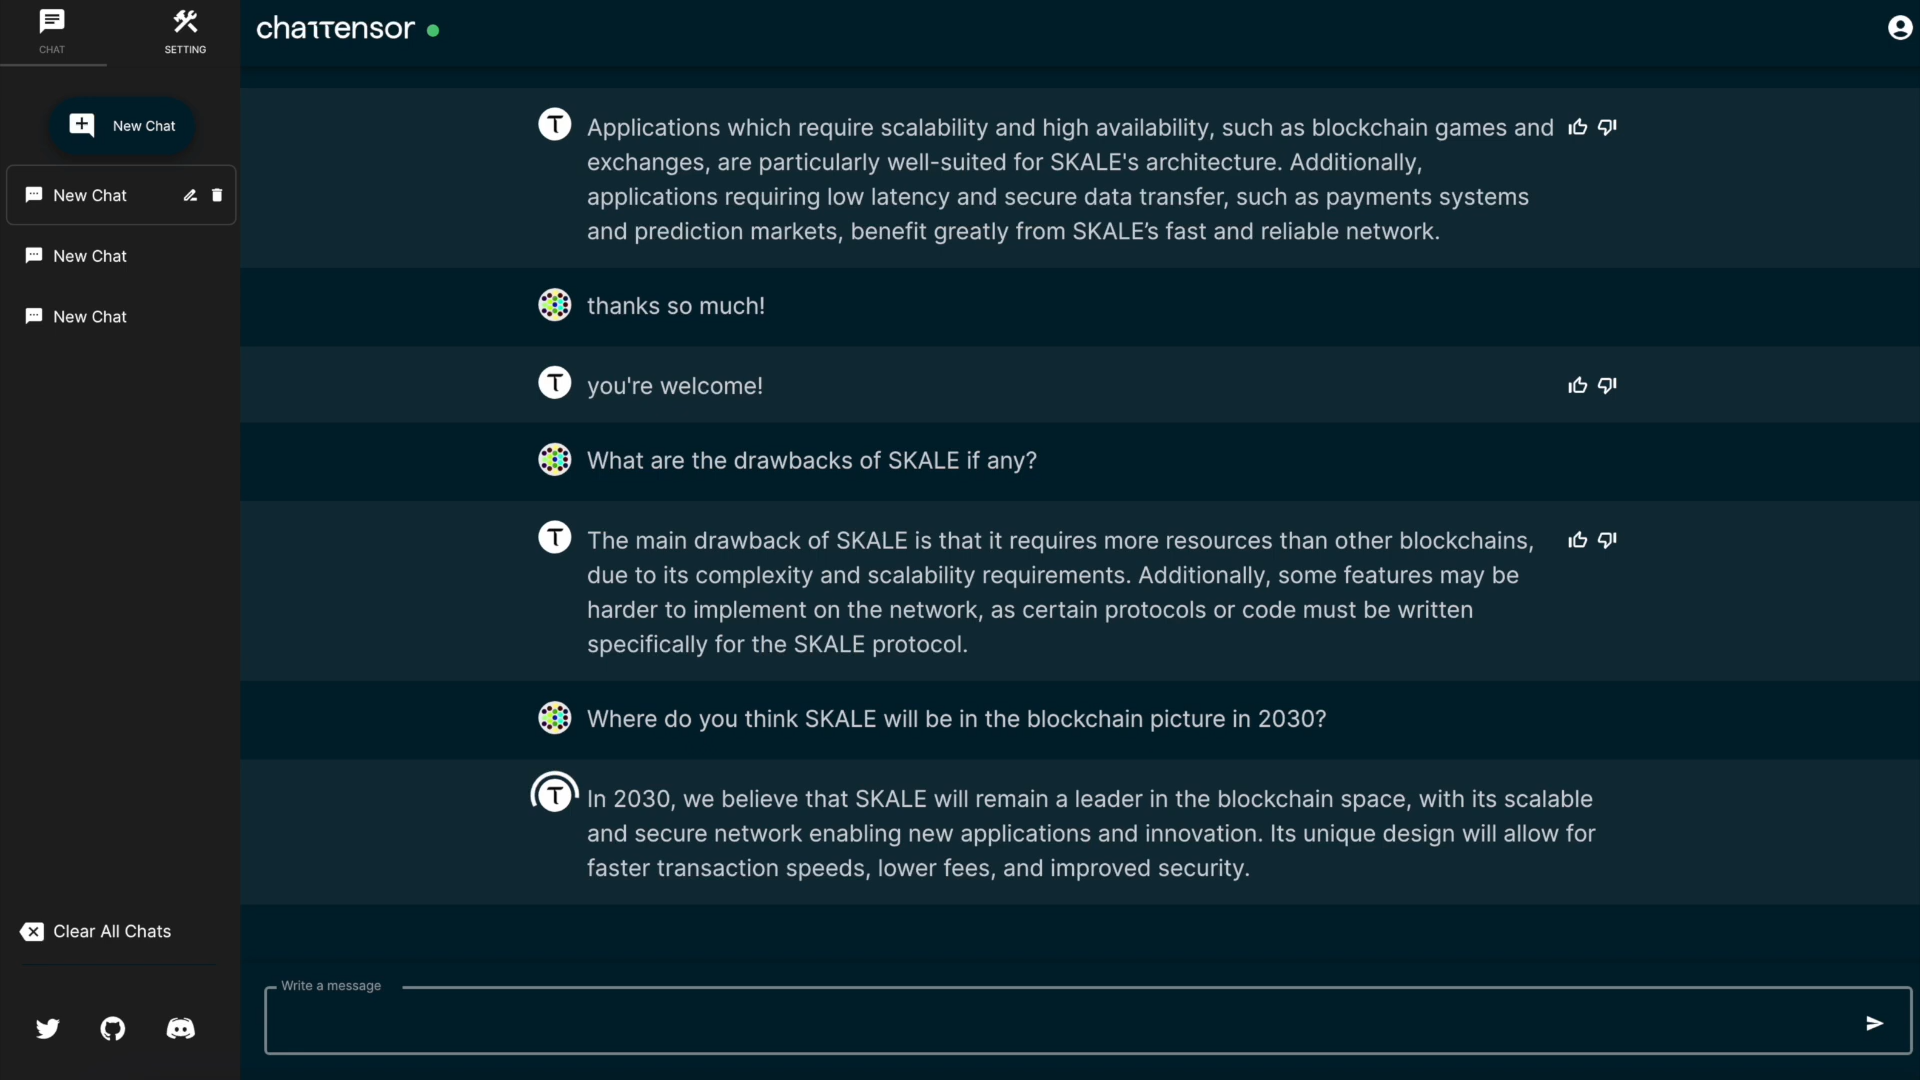 CHAT
SETTING
chattensor
New Chat
New Chat
New Chat
New Chat
Applications which require scalability and high availability, such as blockchain games and
exchanges, are particularly well-suited for SKALE's architecture. Additionally,
applications requiring low latency and secure data transfer, such as payments systems
and prediction markets, benefit greatly from SKALE’s fast and reliable network.
thanks so much!
you're welcome!
What are the drawbacks of SKALE if any?
The main drawback of SKALE is that it requires more resources than other blockchains,
due to its complexity and scalability requirements. Additionally, some features may be
harder to implement on the network, as certain protocols or code must be written
specifically for the SKALE protocol.
Where do you think SKALE will be in the blockchain picture in 2030?
In 2030, we believe that SKALE will remain a leader in the blockchain space, with its scalable
and secure network enabling new applications and innovation. Its unique design will allow for
faster transaction speeds, lower fees, and improved security.
Clear All Chats
Write a message